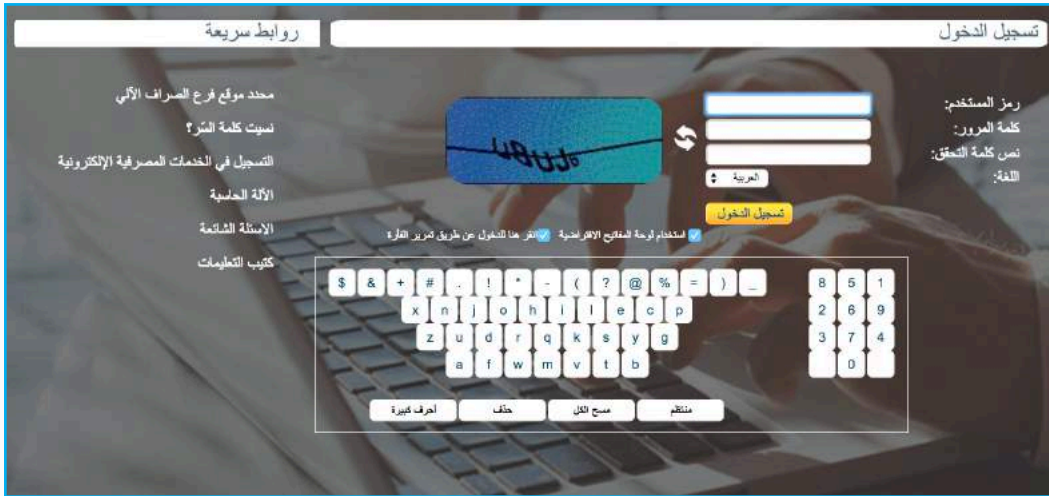 تسجيل الدخول
رمز المستخدم:
كلمة المرور:
نص كلمة التحقق:
اللغة:
العربية
تسجيل الدخول
استخدام لوحة المفاتيح الافتراضية
انقر هنا للدخول عن طريق تمرير الفأرة
$ & + # . ! * - ( ? @ % = ) _
x n j o h i l e c p
z u d r q k s y g
a f w m v t b
8 5 1
2 6 9
3 7 4
0
منتظم
مسح الكل
حذف
أحرف كبيرة
روابط سريعة
محدد موقع فرع الصراف الآلي
نسيت كلمة السّر؟
التسجيل في الخدمات المصرفية الإلكترونية
الآلة الحاسبة
الاسئلة الشائعة
كتيب التعليمات